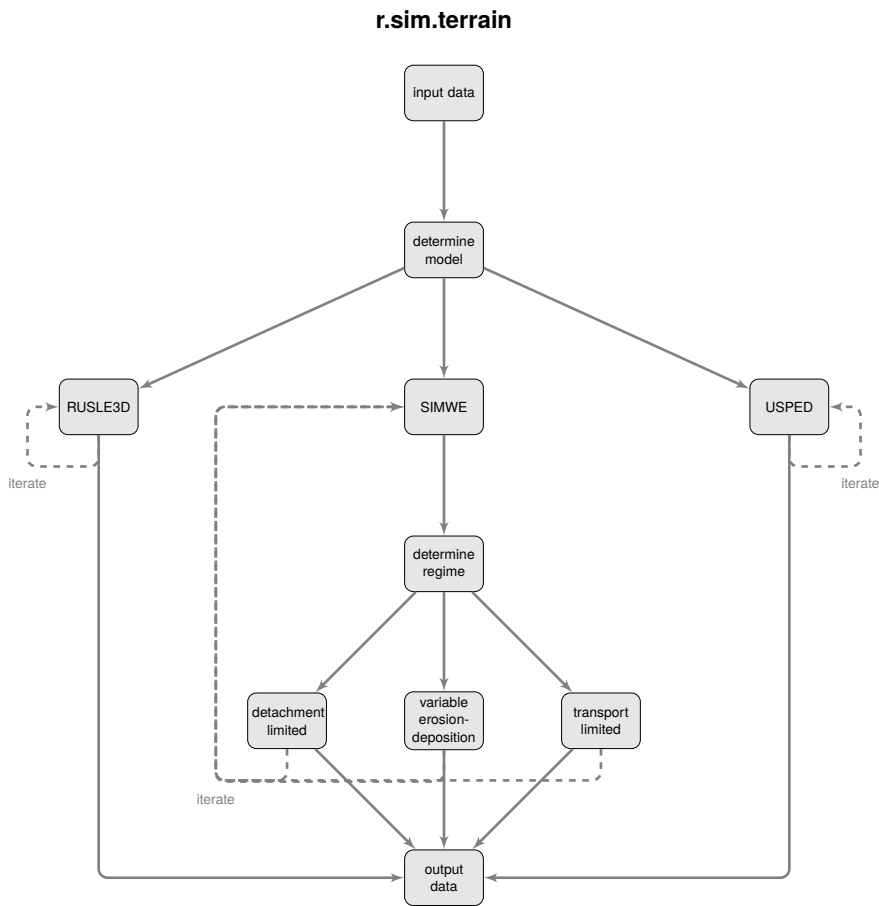 r.sim.terrain
input data
determine
model
RUSLE3D
SIMWE
USPED
iterate
iterate
determine
regime
detachment
limited
variable
erosion-
deposition
transport
limited
iterate
output
data